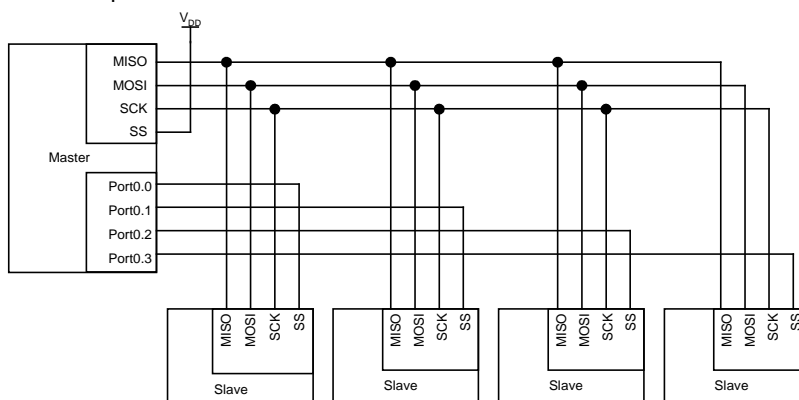 V_DD
MISO
MOSI
SCK
SS
Master
Port0.0
Port0.1
Port0.2
Port0.3
MISO
MOSI
SCK
SS
MISO
MOSI
SCK
SS
MISO
MOSI
SCK
SS
MISO
MOSI
SCK
SS
Slave
Slave
Slave
Slave